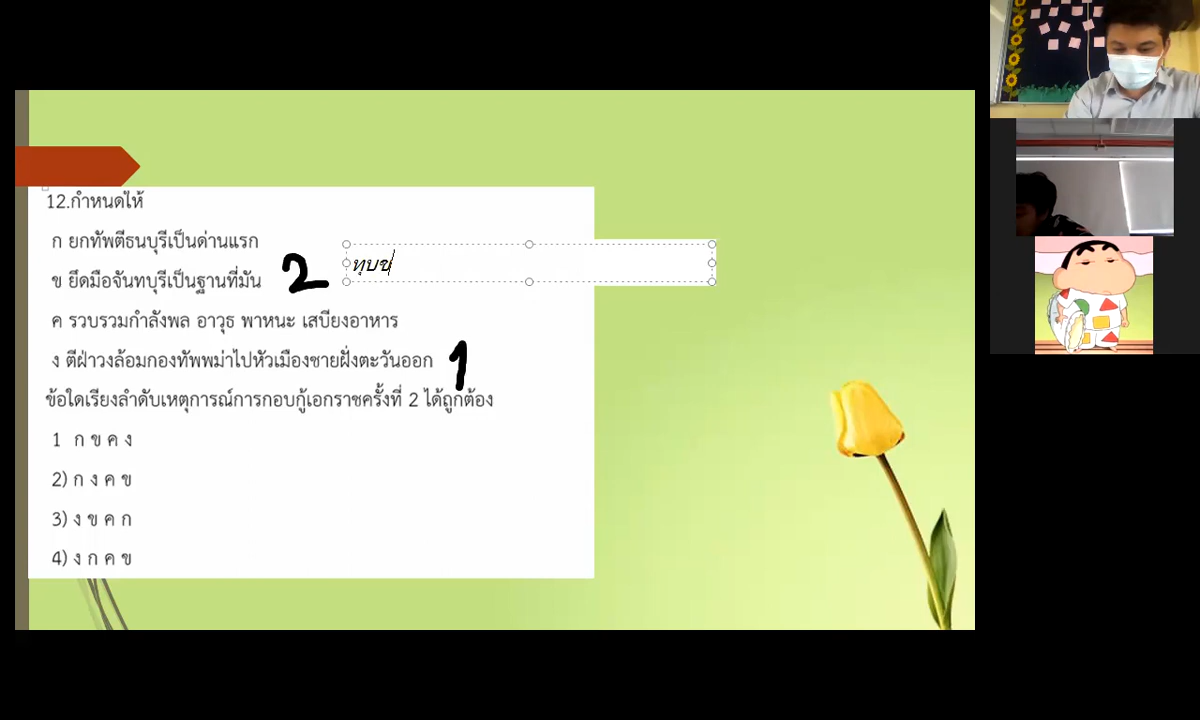 12.กำหนดให้
ก ยกทัพตีธนบุรีเป็นด่านแรก
ข ยึดมือจันทบุรีเป็นฐานที่มัน
2
ทุบข
ค รวบรวมกำลังพล อาวุธ พาหนะ เสบียงอาหาร
ง ตีฝ่าวงล้อมกองทัพพม่าไปหัวเมืองชายฝั่งตะวันออก
1
ข้อใดเรียงลำดับเหตุการณ์การกอบกู้เอกราชครั้งที่ 2 ได้ถูกต้อง
1 ก ข ค ง
2) ก ง ค ข
3) ง ข ค ก
4) ง ก ค ข